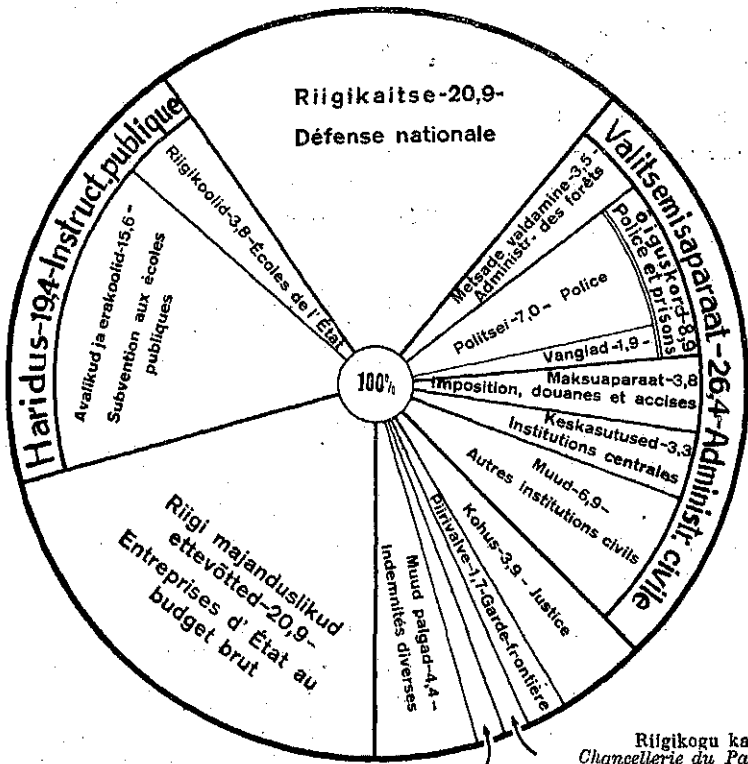 Riigikaitse-20,9-
Défense nationale
Valitsemisaparaat-26,4-Administr. civile
Metsade valdamine-3,5-
Administr. des forêts
Õiguskord-8,9
Police et prisons
Politsei-7,0- Police
Vangiad-1,9-
Maksuaparaat-3,8
Imposition, douanes et accises
Keskasutused-3,3
Institutions centrales
Muud-6,9-
Autres institutions civils
Kohus-3,9- Justice
Piirivalve-1,7-Garde-frontière
Muud palgad-4,4-
Indemnités diverses
Riigi majanduslikud
ettevõtted-20,9-
Entreprises d' État au
budget brut
Haridus-19,4-Instruct. publique
Avalikud ja erakoolid-15,6-
Subvention aux écoles
publiques
Riigikoolid-3,8-Écoles de l'État
100%
Riigikogu ka
Chancellerie du Pa